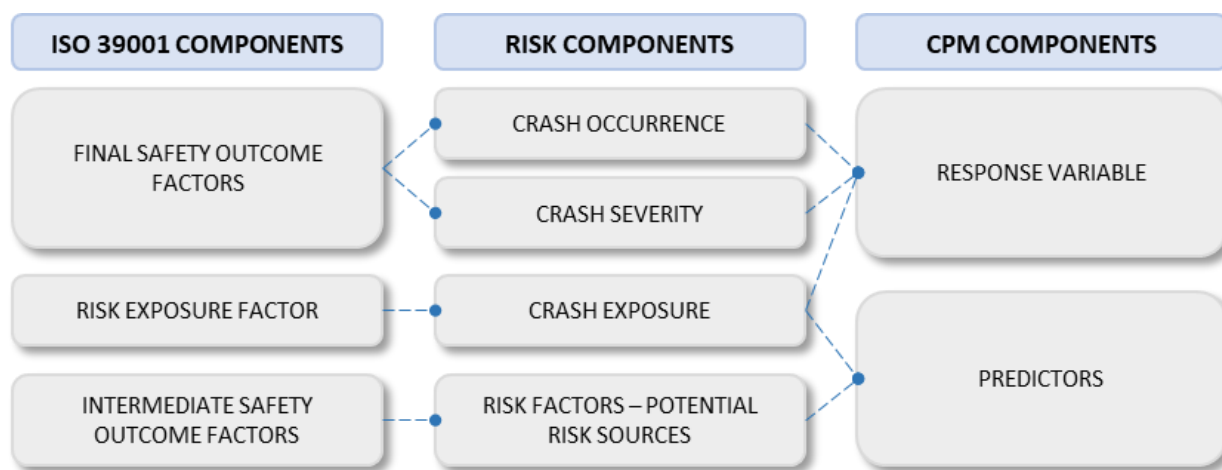 ISO 39001 COMPONENTS
RISK COMPONENTS
CPM COMPONENTS
FINAL SAFETY OUTCOME
FACTORS
CRASH OCCURRENCE
CRASH SEVERITY
RESPONSE VARIABLE
RISK EXPOSURE FACTOR
CRASH EXPOSURE
PREDICTORS
INTERMEDIATE SAFETY
OUTCOME FACTORS
RISK FACTORS – POTENTIAL
RISK SOURCES